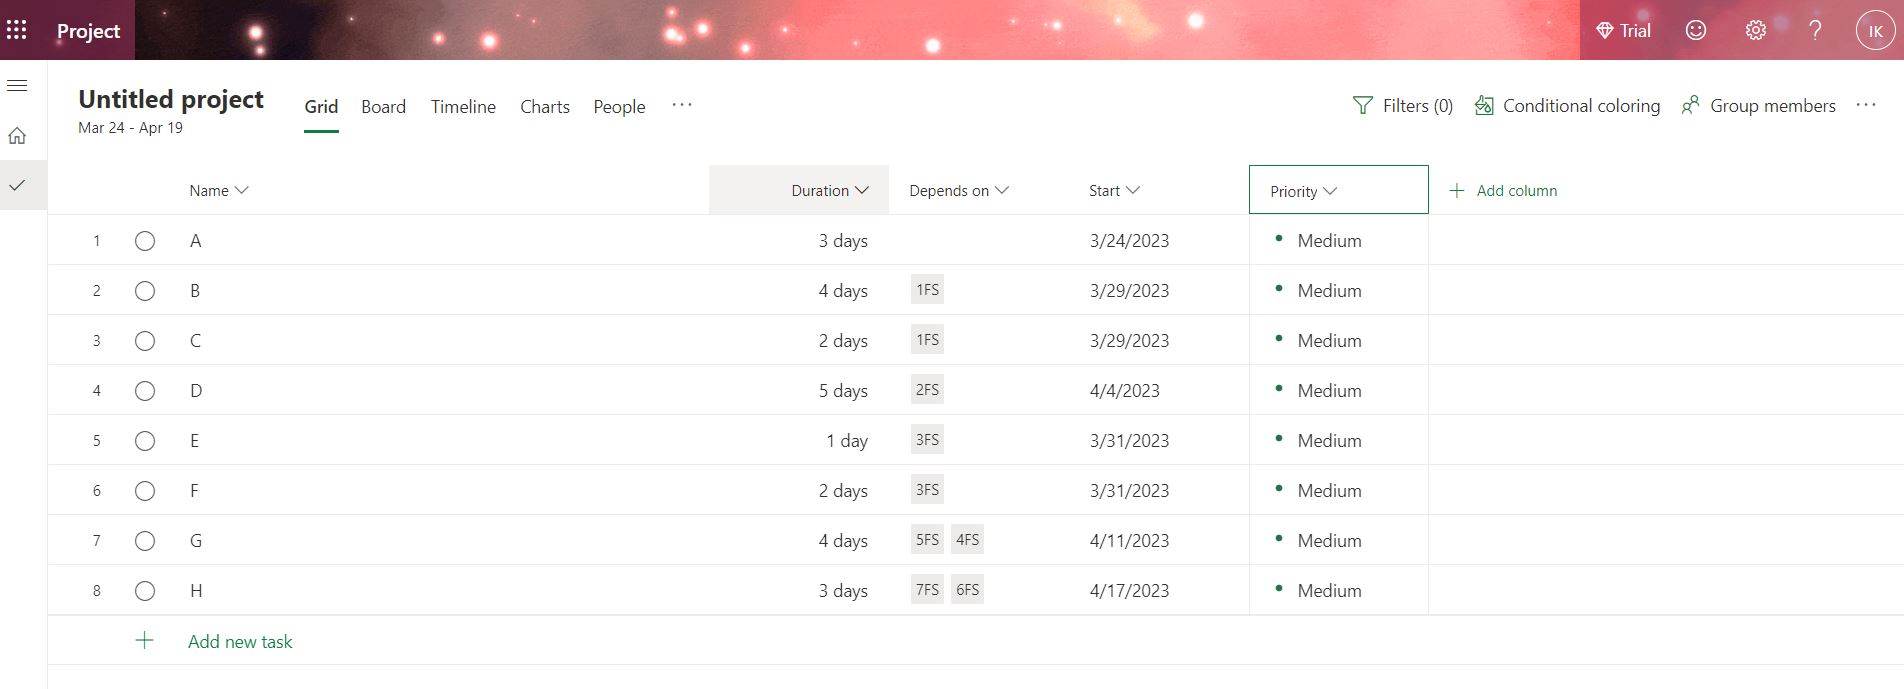 Project Trial ? IK
Untitled project Grid Board Timeline Charts People ... Filters (0) Conditional coloring Group members ...
Mar 24 - Apr 19
Name Duration Depends on Start Priority + Add column
1 A 3 days 3/24/2023 Medium
2 B 4 days 1FS 3/29/2023 Medium
3 C 2 days 1FS 3/29/2023 Medium
4 D 5 days 2FS 4/4/2023 Medium
5 E 1 day 3FS 3/31/2023 Medium
6 F 2 days 3FS 3/31/2023 Medium
7 G 4 days 5FS 4FS 4/11/2023 Medium
8 H 3 days 7FS 6FS 4/17/2023 Medium
+ Add new task